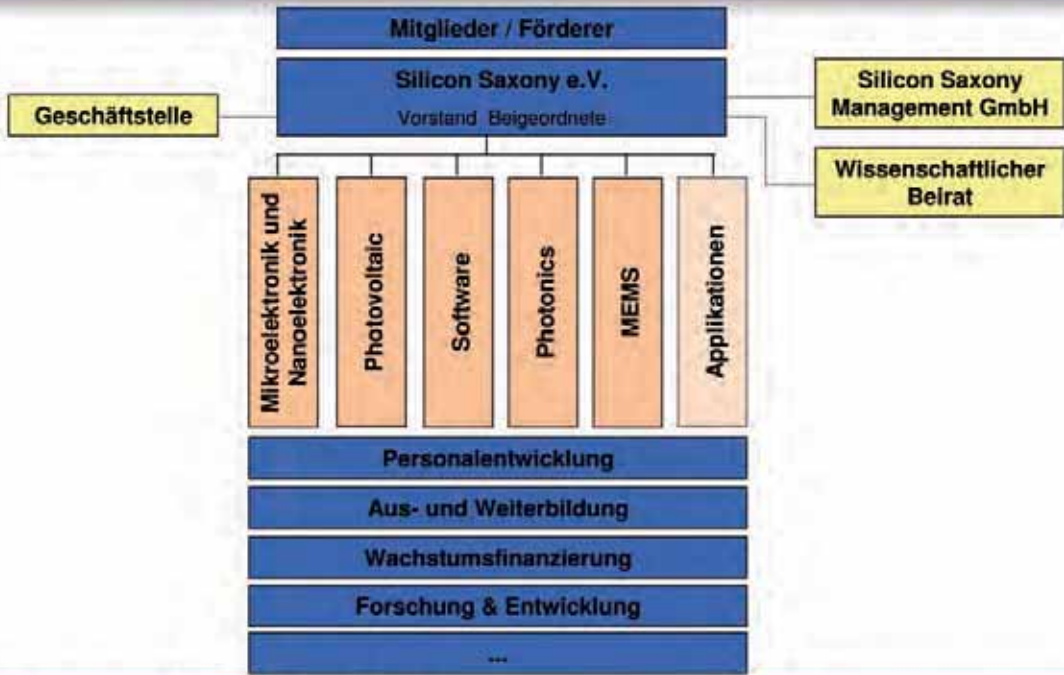 Mitglieder / Förderer
Silicon Saxony e.V.
Vorstand Beigeordnete
Geschäftstelle
Silicon Saxony
Management GmbH
Wissenschaftlicher
Beirat
Mikroelektronik und
Nanoelektronik
Photovoltaic
Software
Photonics
MEMS
Applikationen
Personalentwicklung
Aus- und Weiterbildung
Wachstumsfinanzierung
Forschung & Entwicklung
...